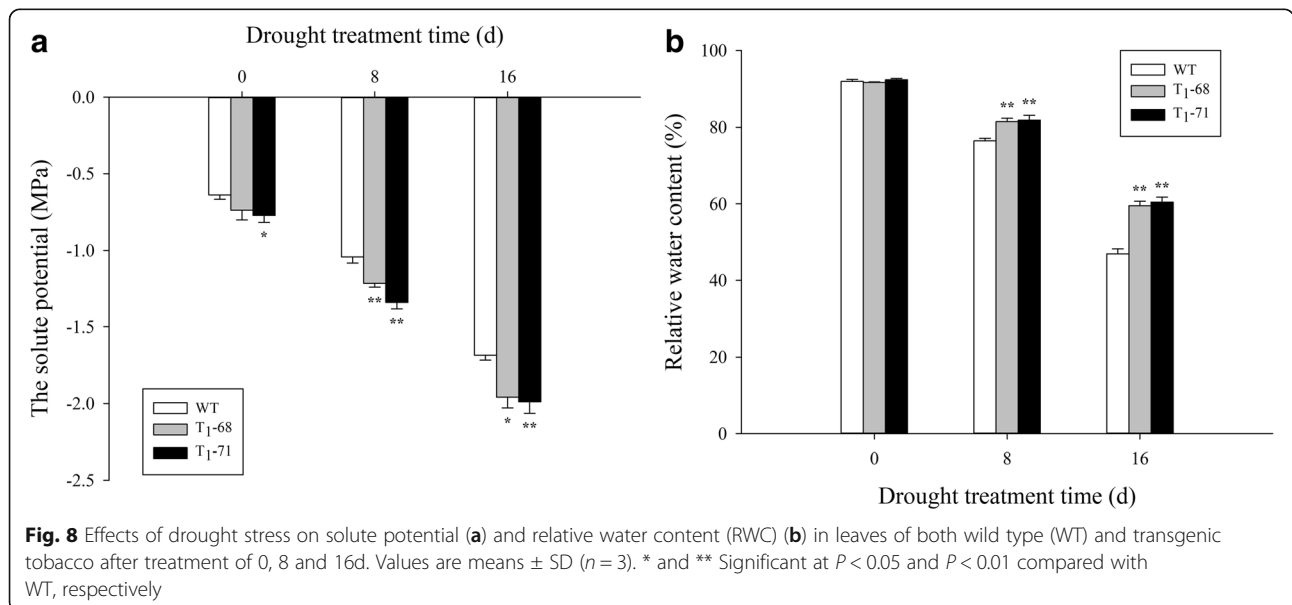 a
Drought treatment time (d)
0 8 16
0.0
-0.5
-1.0
-1.5
-2.0
-2.5
The solute potential (MPa)
*
**
**
*
**
WT
T1-68
T1-71
b
100
80
60
40
20
0
Relative water content (%)
** **
** **
WT
T1-68
T1-71
0 8 16
Drought treatment time (d)
Fig. 8 Effects of drought stress on solute potential (a) and relative water content (RWC) (b) in leaves of both wild type (WT) and transgenic
tobacco after treatment of 0, 8 and 16d. Values are means ± SD (n = 3). * and ** Significant at P < 0.05 and P < 0.01 compared with
WT, respectively